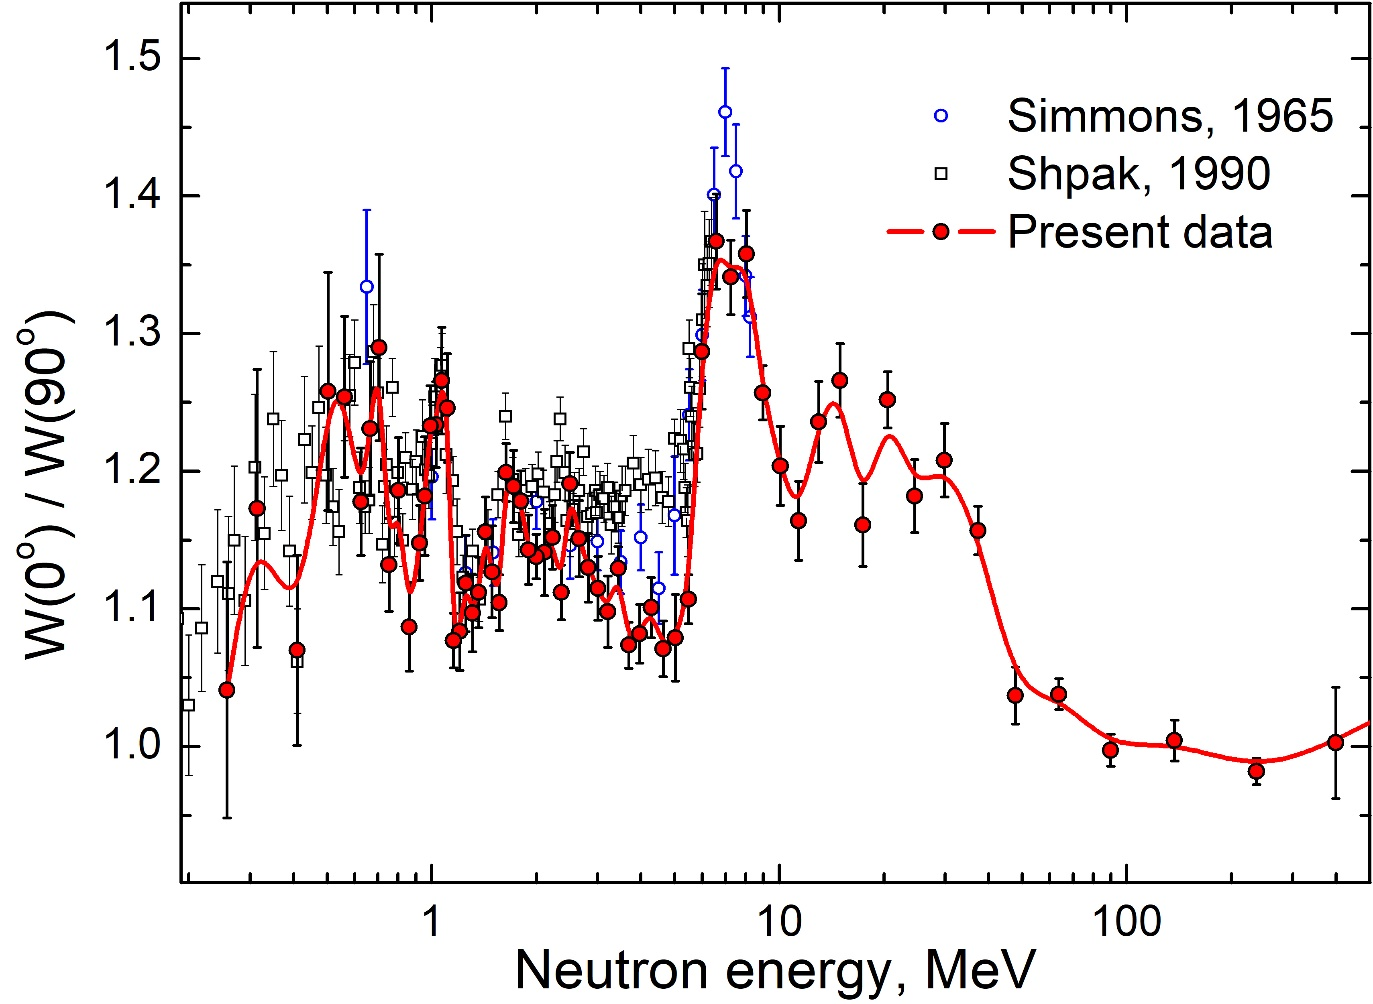 1.5
1.4
1.3
1.2
1.1
1.0
W(0°) / W(90°)
Simmons, 1965
Shpak, 1990
Present data
1 10 100
Neutron energy, MeV